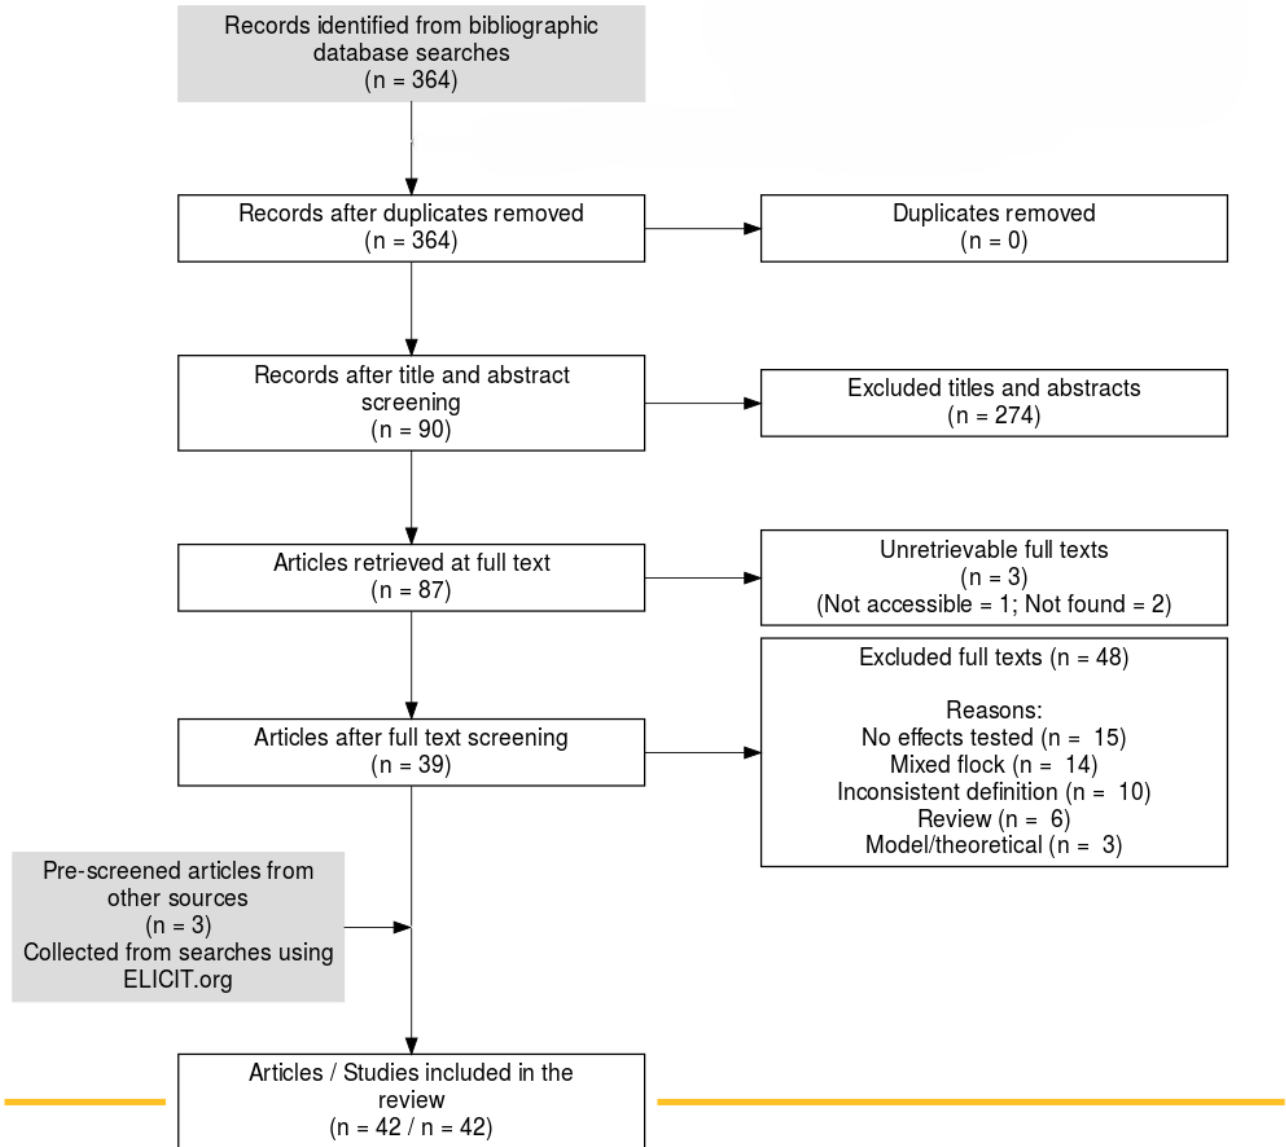 Records identified from bibliographic
database searches
(n = 364)
Records after duplicates removed
(n = 364)
Duplicates removed
(n = 0)
Records after title and abstract
screening
(n = 90)
Excluded titles and abstracts
(n = 274)
Articles retrieved at full text
(n = 87)
Unretrievable full texts
(n = 3)
(Not accessible = 1; Not found = 2)
Articles after full text screening
(n = 39)
Excluded full texts (n = 48)
Reasons:
No effects tested (n =  15)
Mixed flock (n =  14)
Inconsistent definition (n =  10)
Review (n =  6)
Model/theoretical (n =  3)
Pre-screened articles from
other sources
(n = 3)
Collected from searches using
ELICIT.org
Articles / Studies included in the
review
(n = 42 / n = 42)